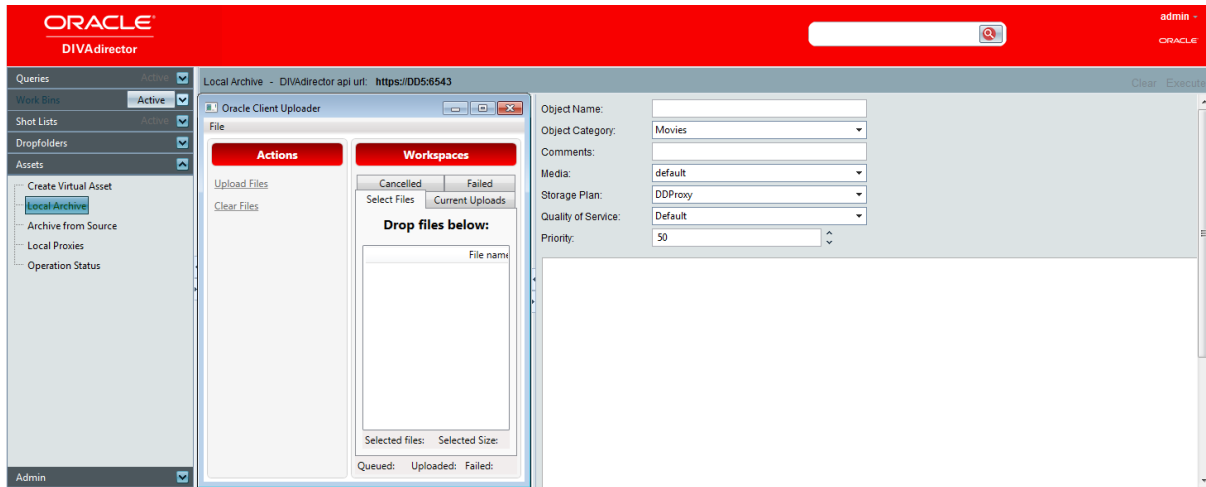 ORACLE
DIVAdirector
admin
ORACLE
Queries Active
Work Bins Active
Shot Lists Active
Dropfolders
Assets
Create Virtual Asset
Local Archive
Archive from Source
Local Proxies
Operation Status
Admin
Local Archive - DIVAdirector api url: https://DD5:6543
Clear Execute
Oracle Client Uploader
File
Actions
Upload Files
Clear Files
Workspaces
Cancelled Failed
Select Files Current Uploads
Drop files below:
File name
Selected files: Selected Size:
Queued: Uploaded: Failed:
Object Name:
Object Category: Movies
Comments:
Media: default
Storage Plan: DDProxy
Quality of Service: Default
Priority: 50